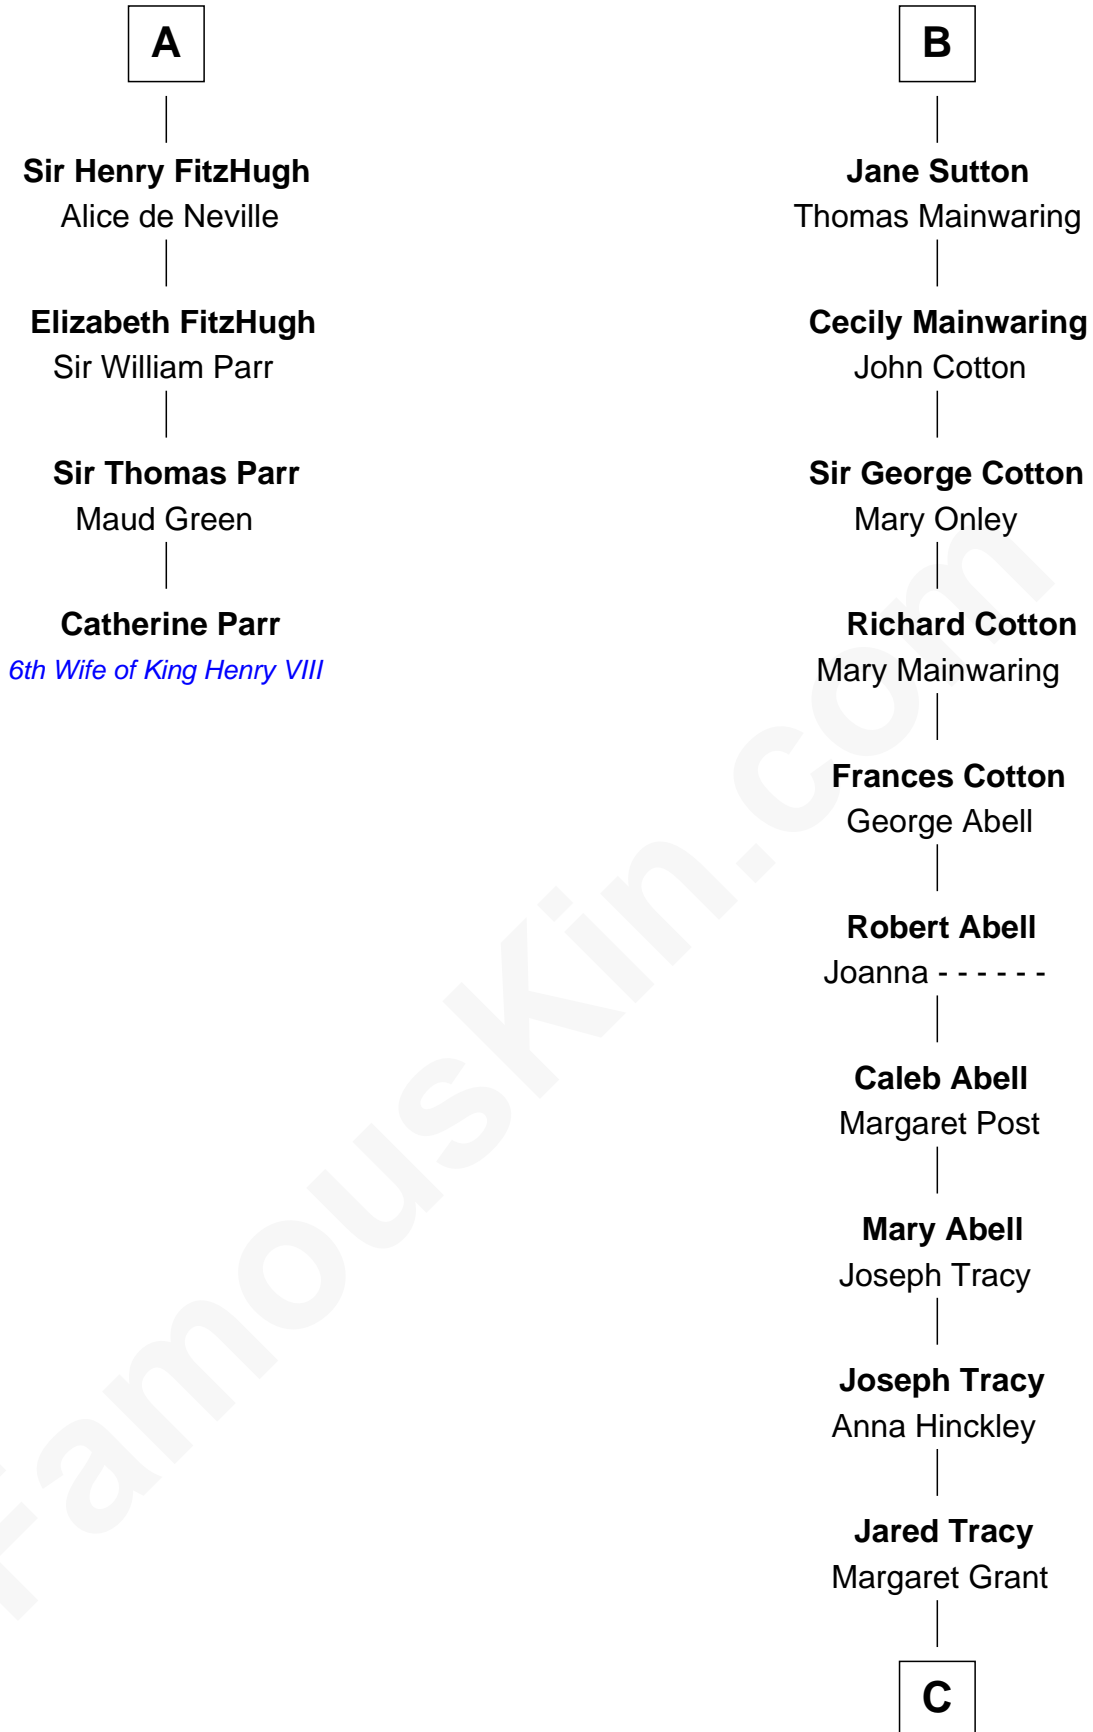 A
Sir Henry FitzHugh
Alice de Neville
Elizabeth FitzHugh
Sir William Parr
Sir Thomas Parr
Maud Green
Catherine Parr
6th Wife of King Henry VIII
B
Jane Sutton
Thomas Mainwaring
Cecily Mainwaring
John Cotton
Sir George Cotton
Mary Onley
Richard Cotton
Mary Mainwaring
Frances Cotton
George Abell
Robert Abell
Joanna - - - - - -
Caleb Abell
Margaret Post
Mary Abell
Joseph Tracy
Joseph Tracy
Anna Hinckley
Jared Tracy
Margaret Grant
C
FamousKin.com